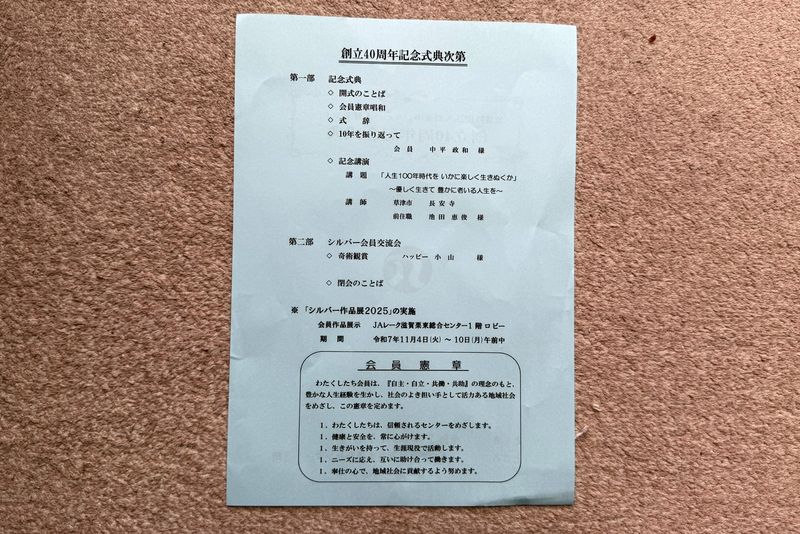 創立40周年記念式典次第
第一部 記念式典
◇ 開式のことば
◇ 会員憲章唱和
◇ 式 辞
◇ 10年を振り返って
会 員 中 平 政 和 様
◇ 記念講演
講 題 「人生100年時代を いかに楽しく生きぬくか」
～優しく生きて 豊かに老いる人生を～
講 師 草津市 長 安 寺
前住職 池 田 恵 俊 様
第二部 シルバー会員交流会
◇ 奇術観賞 ハッピー 小 山 様
◇ 閉会のことば
※ 「シルバー作品展2025」の実施
会員作品展示 JAレーク滋賀栗東総合センター1階ロビー
期 間 令和7年11月4日(火) ～ 10日(月)午前中
会 員 憲 章
わたくしたち会員は、『自主・自立・共働・共助』の理念のもと、
豊かな人生経験を生かし、社会のよき担い手として活力ある地域社会
をめざし、この憲章を定めます。
1．わたくしたちは、信頼されるセンターをめざします。
1．健康と安全を、常に心がけます。
1．生きがいを持って、生涯現役で活動します。
1．ニーズに応え、互いに助け合って働きます。
1．奉仕の心で、地域社会に貢献するよう努めます。